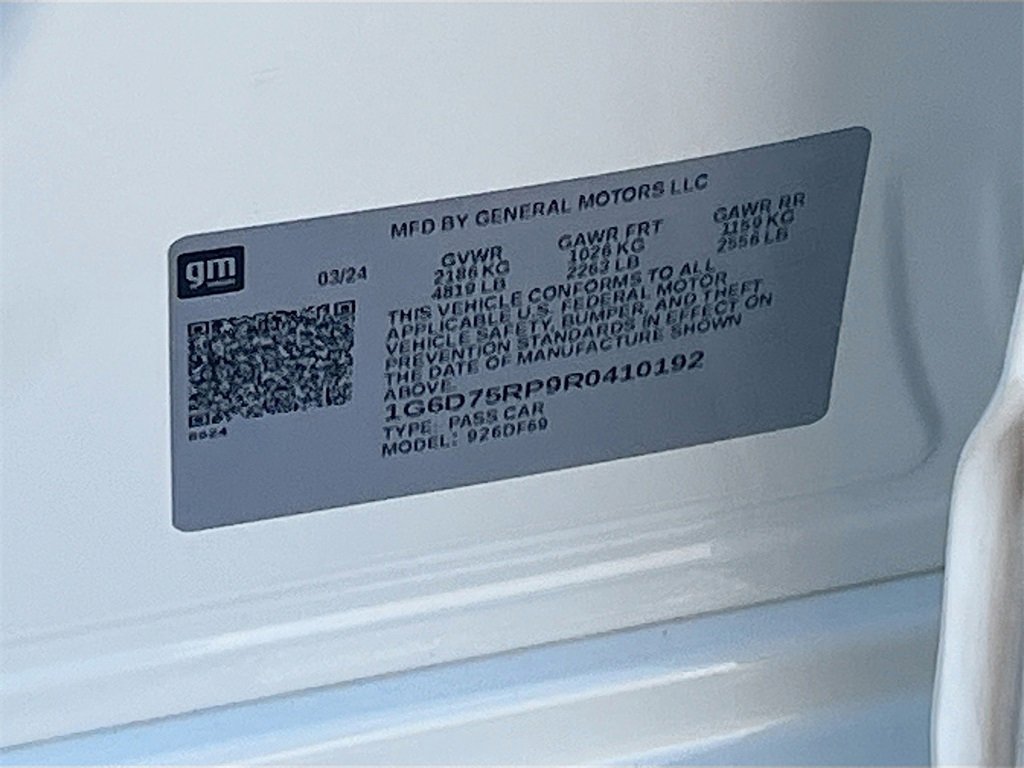 MFD BY GENERAL MOTORS LLC
gm
03/24
GVWR
2186 KG
4819 LB
GAWR FRT
1026 KG
2263 LB
GAWR RR
1159 KG
2556 LB
THIS VEHICLE CONFORMS TO ALL
APPLICABLE U.S. FEDERAL MOTOR
VEHICLE SAFETY, BUMPER, AND THEFT
PREVENTION STANDARDS IN EFFECT ON
THE DATE OF MANUFACTURE SHOWN
ABOVE.
1G6D75RP9R0410192
TYPE: PASS CAR
MODEL: 926DF69